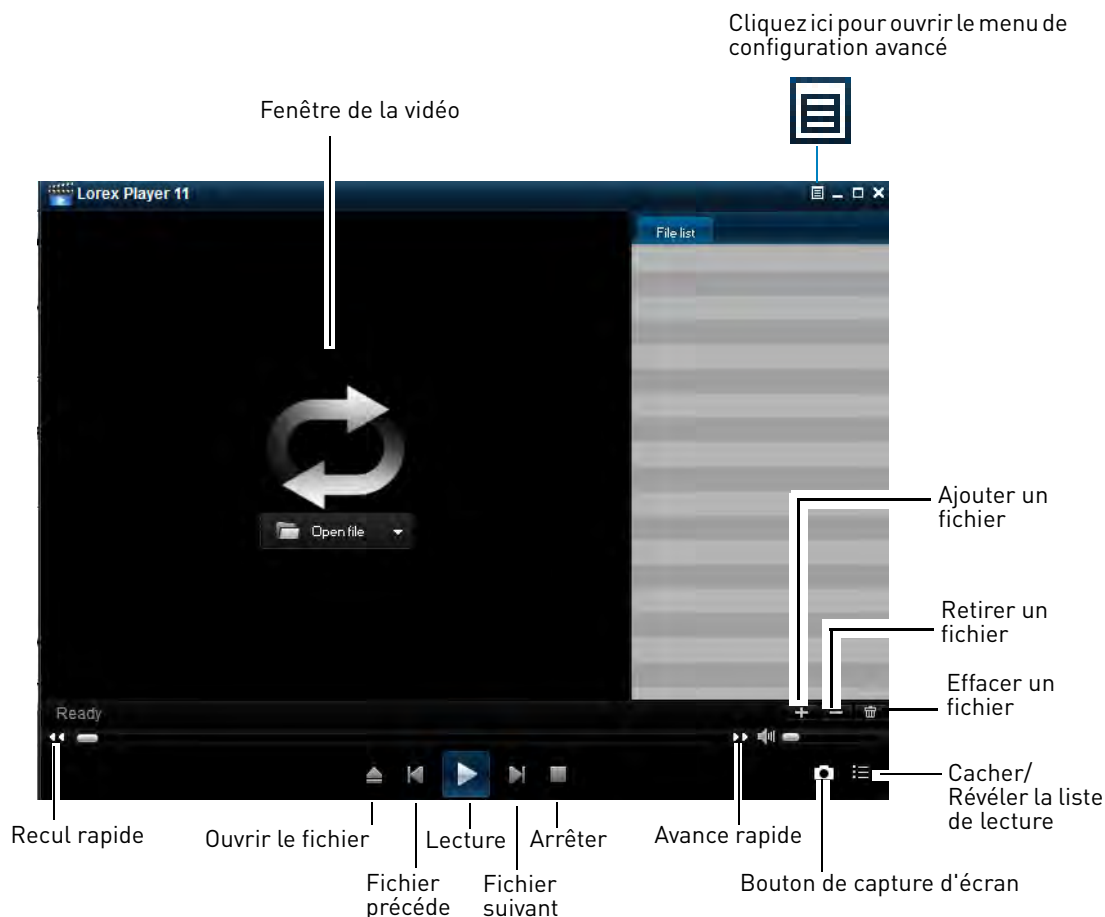 Cliquez ici pour ouvrir le menu de
configuration avancé
Fenêtre de la vidéo
Lorex Player 11
File list
Open file
Ajouter un
fichier
Retirer un
fichier
Effacer un
fichier
Ready
Cacher/
Révéler la liste
de lecture
Recul rapide
Ouvrir le fichier
Lecture
Arrêter
Avance rapide
Fichier
précéde
Fichier
suivant
Bouton de capture d'écran